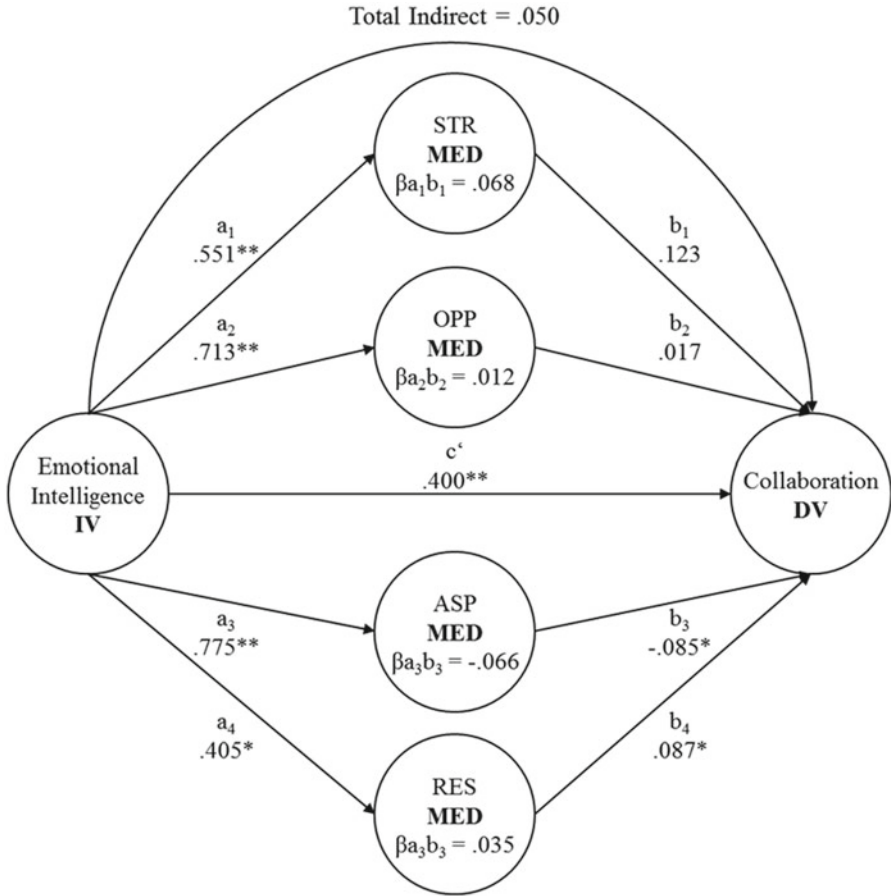 Total Indirect = .050
STR
MED
βa₁b₁ = .068
a₁
.551**
b₁
.123
a₂
.713**
OPP
MED
βa₂b₂ = .012
b₂
.017
Emotional
Intelligence
IV
c‘
.400**
Collaboration
DV
a₃
.775**
ASP
MED
βa₃b₃ = -.066
b₃
-.085*
a₄
.405*
RES
MED
βa₃b₃ = .035
b₄
.087*